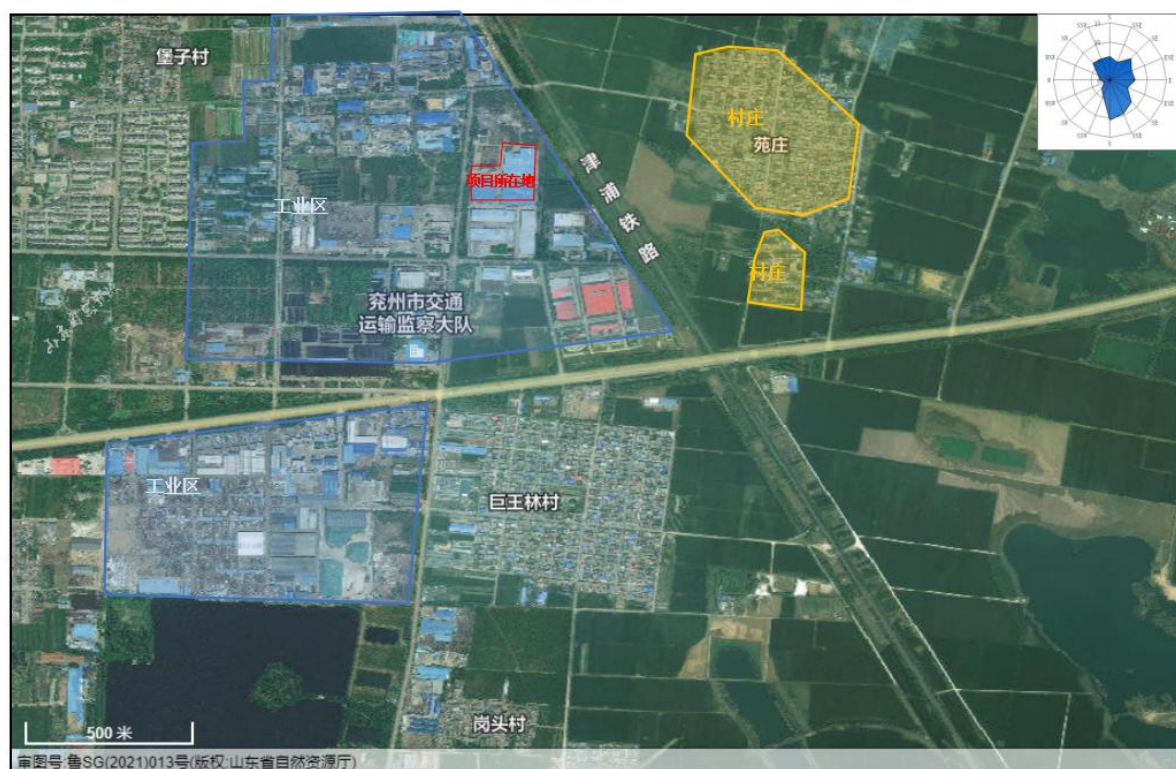 堡子村
村庄
苑庄
项目所在地
津浦铁路
工业区
村庄
兖州市交通
运输监察大队
工业区
巨王林村
岗头村
500 米
审图号:鲁SG(2021)013号(版权:山东省自然资源厅)